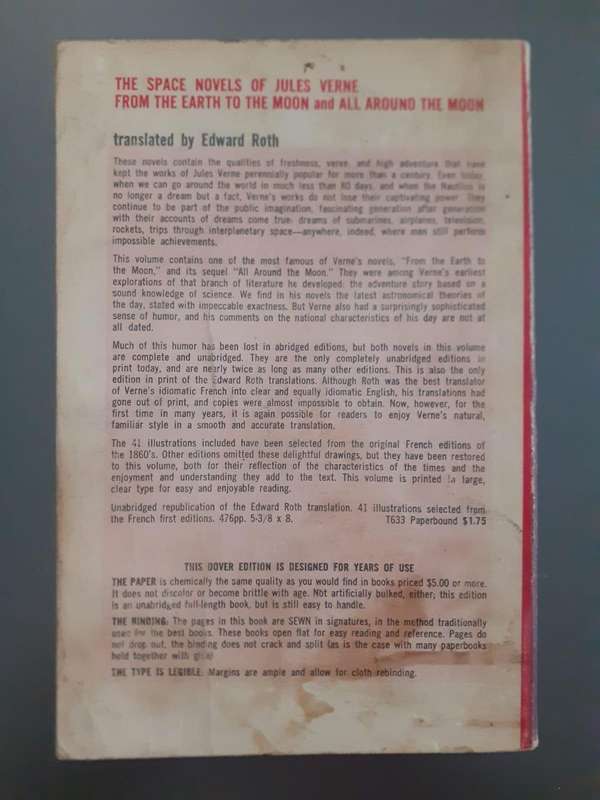 THE SPACE NOVELS OF JULES VERNE
FROM THE EARTH TO THE MOON and ALL AROUND THE MOON
translated by Edward Roth
These novels contain the qualities of freshness, verve, and high adventure that have
kept the works of Jules Verne perennially popular for more than a century. Even today,
when we can go around the world in much less than 80 days, and when the Nautilus is
no longer a dream but a fact, Verne's works do not lose their captivating power. They
continue to be part of the public imagination, fascinating generation after generation
with their accounts of dreams come true: dreams of submarines, airplanes, television,
rockets, trips through interplanetary space—anywhere, indeed, where men still perform
impossible achievements.
This volume contains one of the most famous of Verne's novels, "From the Earth to
the Moon," and its sequel "All Around the Moon." They were among Verne's earliest
explorations of that branch of literature he developed: the adventure story based on a
sound knowledge of science. We find in his novels the latest astronomical theories of
the day, stated with impeccable exactness. But Verne also had a surprisingly sophisticated
sense of humor, and his comments on the national characteristics of his day are not at
all dated.
Much of this humor has been lost in abridged editions, but both novels in this volume
are complete and unabridged. They are the only completely unabridged editions in
print today, and are nearly twice as long as many other editions. This is also the only
edition in print of the Edward Roth translations. Although Roth was the best translator
of Verne's idiomatic French into clear and equally idiomatic English, his translations had
gone out of print, and copies were almost impossible to obtain. Now, however, for the
first time in many years, it is again possible for readers to enjoy Verne's natural,
familiar style in a smooth and accurate translation.
The 41 illustrations included have been selected from the original French editions of
the 1860's. Other editions omitted these delightful drawings, but they have been restored
to this volume, both for their reflection of the characteristics of the times and the
enjoyment and understanding they add to the text. This volume is printed in large,
clear type for easy and enjoyable reading.
Unabridged republication of the Edward Roth translation. 41 illustrations selected from
the French first editions. 476pp. 5-3/8 x 8. T633 Paperbound $1.75
THIS DOVER EDITION IS DESIGNED FOR YEARS OF USE
THE PAPER is chemically the same quality as you would find in books priced $5.00 or more.
It does not discolor or become brittle with age. Not artificially bulked, either; this edition
is an unabridged full-length book, but is still easy to handle.
THE BINDING: The pages in this book are SEWN in signatures, in the method traditionally
used for the best books. These books open flat for easy reading and reference. Pages do
not drop out, the binding does not crack and split (as is the case with many paperbooks
held together with glue)
THE TYPE IS LEGIBLE: Margins are ample and allow for cloth rebinding.